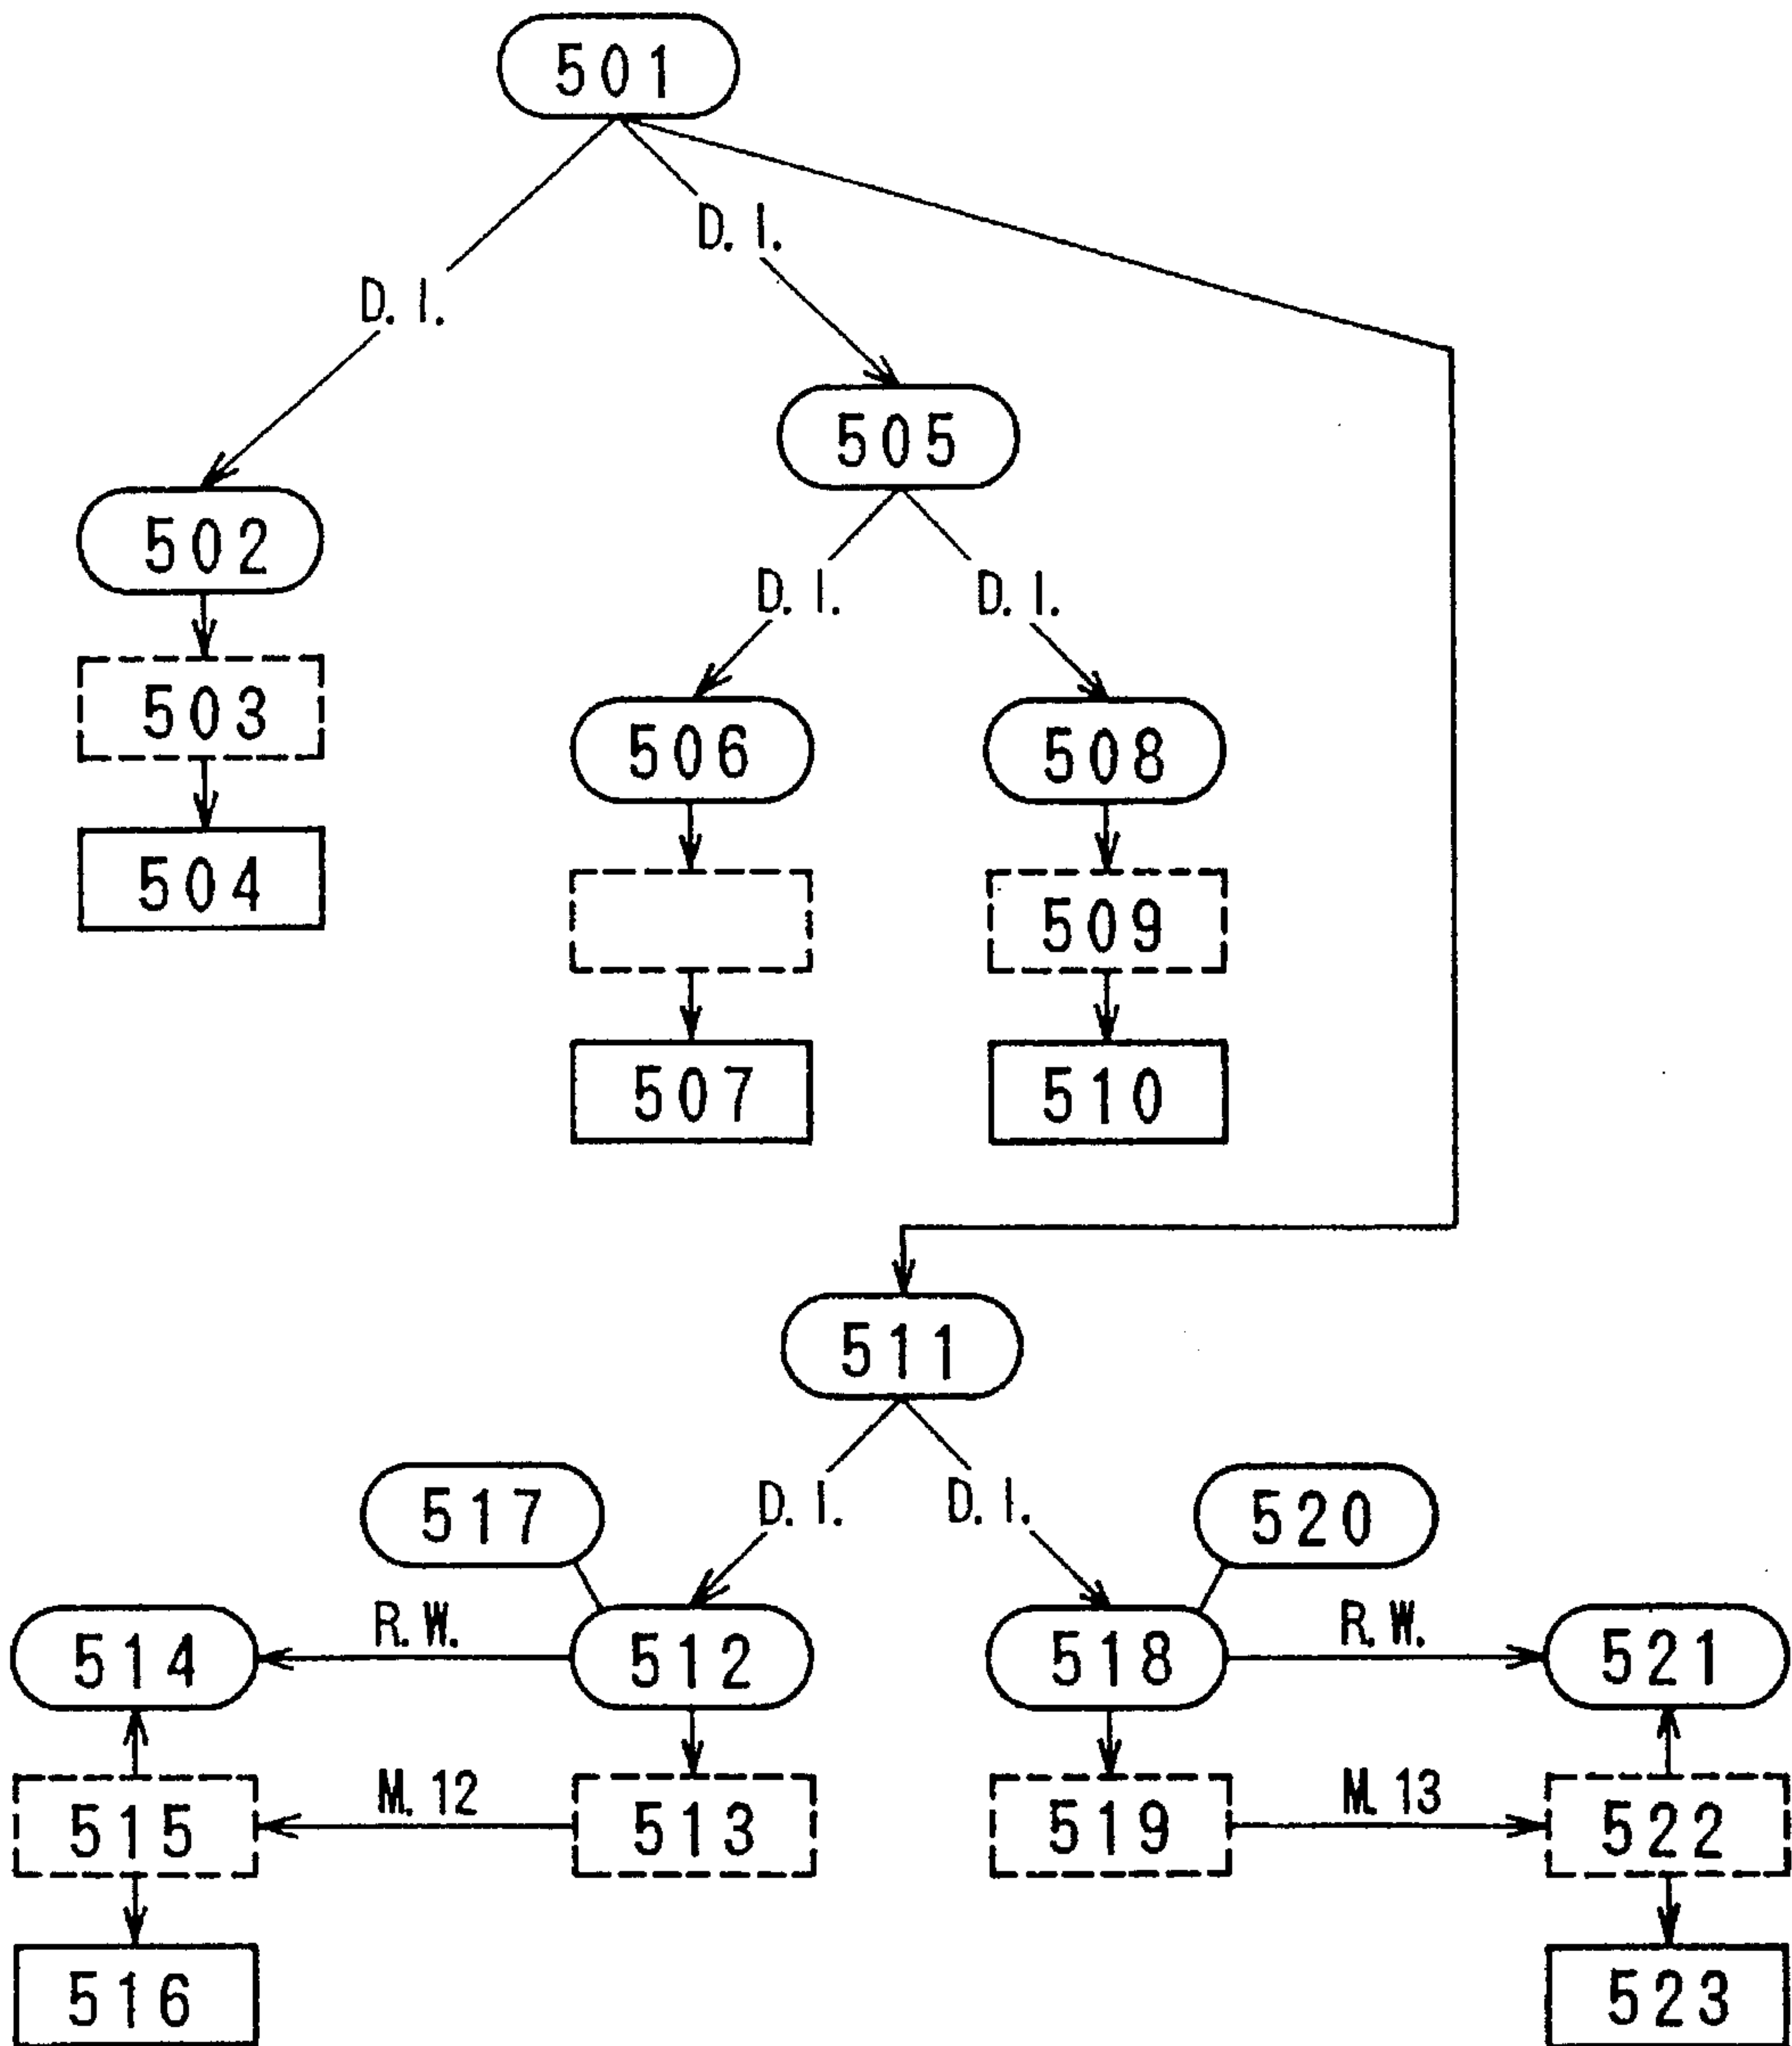 501
D. I.
D. I.
505
502
D. I. D. I.
503
506 508
504
509
507 510
511
D. I. D. I.
517 520
514 R. W. 512 518 R. W. 521
515 M. 12 513 519 M. 13 522
516 523